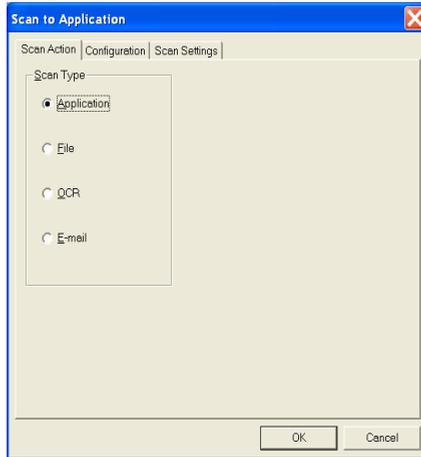 Scan to Application
Scan Action Configuration Scan Settings
Scan Type
Application
File
OCR
E-mail
OK Cancel